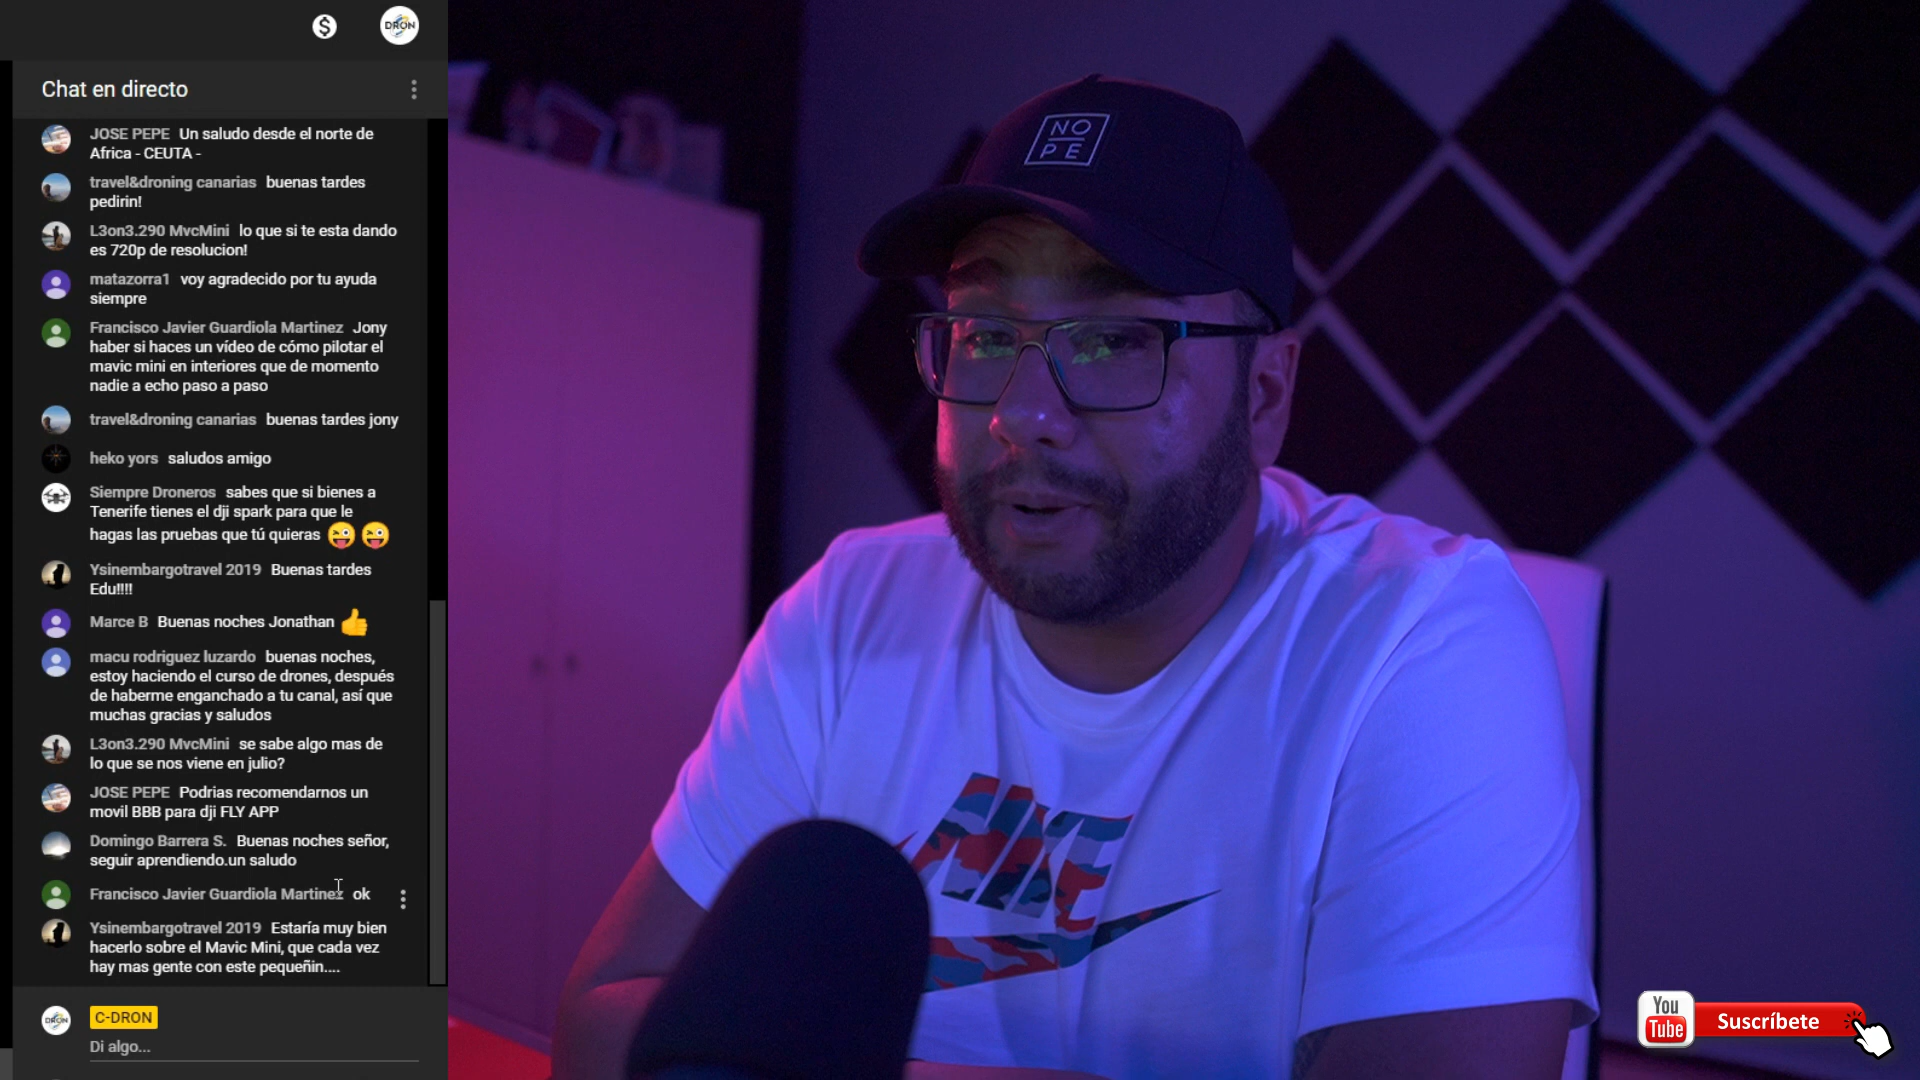 DRON
Chat en directo
JOSE PEPE Un saludo desde el norte de
Africa - CEUTA -
travel&droning canarias buenas tardes
pedirin!
L3on3.290 MvcMini lo que si te esta dando
es 720p de resolucion!
matazorra1 voy agradecido por tu ayuda
siempre
Francisco Javier Guardiola Martinez Jony
haber si haces un vídeo de cómo pilotar el
mavic mini en interiores que de momento
nadie a echo paso a paso
travel&droning canarias buenas tardes jony
heko yors saludos amigo
Siempre Droneros sabes que si bienes a
Tenerife tienes el dji spark para que le
hagas las pruebas que tú quieras 😜😜
Ysinembargotravel 2019 Buenas tardes
Edu!!!!
Marce B Buenas noches Jonathan 👍
macu rodriguez luzardo buenas noches,
estoy haciendo el curso de drones, después
de haberme enganchado a tu canal, así que
muchas gracias y saludos
L3on3.290 MvcMini se sabe algo mas de
lo que se nos viene en julio?
JOSE PEPE Podrias recomendarnos un
movil BBB para dji FLY APP
Domingo Barrera S. Buenas noches señor,
seguir aprendiendo.un saludo
Francisco Javier Guardiola Martinez ok
Ysinembargotravel 2019 Estaría muy bien
hacerlo sobre el Mavic Mini, que cada vez
hay mas gente con este pequeñin....
DRON
C-DRON
Di algo...
NO
PE
NIKE
You
Tube
Suscríbete